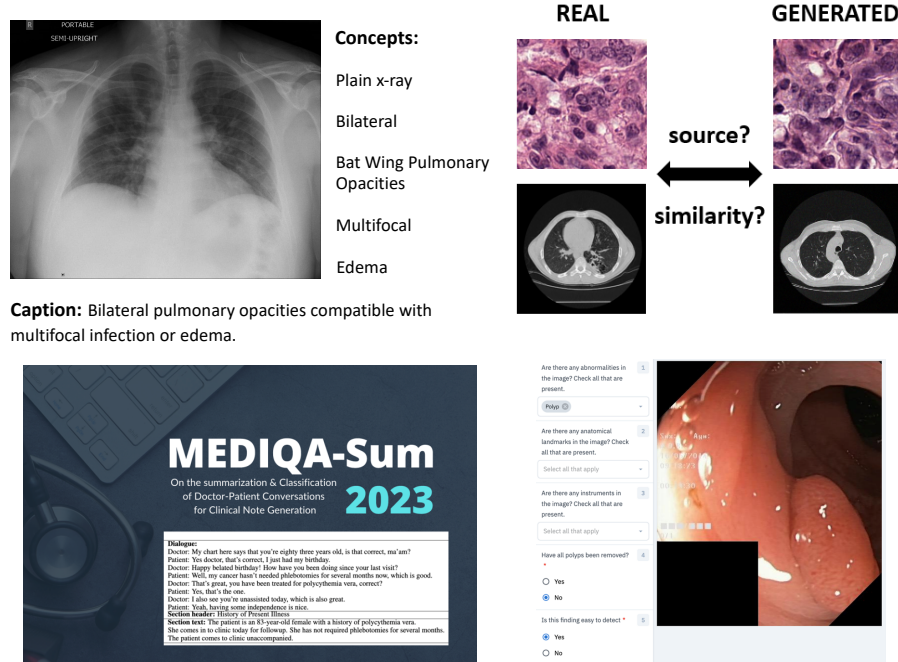 R
PORTABLE
SEMI-UPRIGHT
Concepts:
Plain x-ray
Bilateral
Bat Wing Pulmonary
Opacities
Multifocal
Edema
Caption: Bilateral pulmonary opacities compatible with
multifocal infection or edema.
REAL
GENERATED
source?
similarity?
MEDIQA-Sum
On the summarization & Classification
of Doctor-Patient Conversations
for Clinical Note Generation
2023
Dialogue:
Doctor: My chart here says that you're eighty three years old, is that correct, ma'am?
Patient: Yes doctor, that's correct, I just had my birthday.
Doctor: Happy belated birthday! How have you been doing since your last visit?
Patient: Well, my cancer hasn't needed phlebotomies for several months now, which is good.
Doctor: That's great, you have been treated for polycythemia vera, correct?
Patient: Yes, that's the one.
Doctor: I also see you're unassisted today, which is also great.
Patient: Yeah, having some independence is nice.
Section header: History of Present Illness
Section text: The patient is an 83-year-old female with a history of polycythemia vera.
She comes in to clinic today for followup. She has not required phlebotomies for several months.
The patient comes to clinic unaccompanied.
Are there any abnormalities in 1
the image? Check all that are
present.
Polyp
Are there any anatomical 2
landmarks in the image? Check
all that are present.
Select all that apply
Are there any instruments in 3
the image? Check all that are
present.
Select all that apply
Have all polyps been removed? 4
*
Yes
No
Is this finding easy to detect * 5
Yes
No
Age: